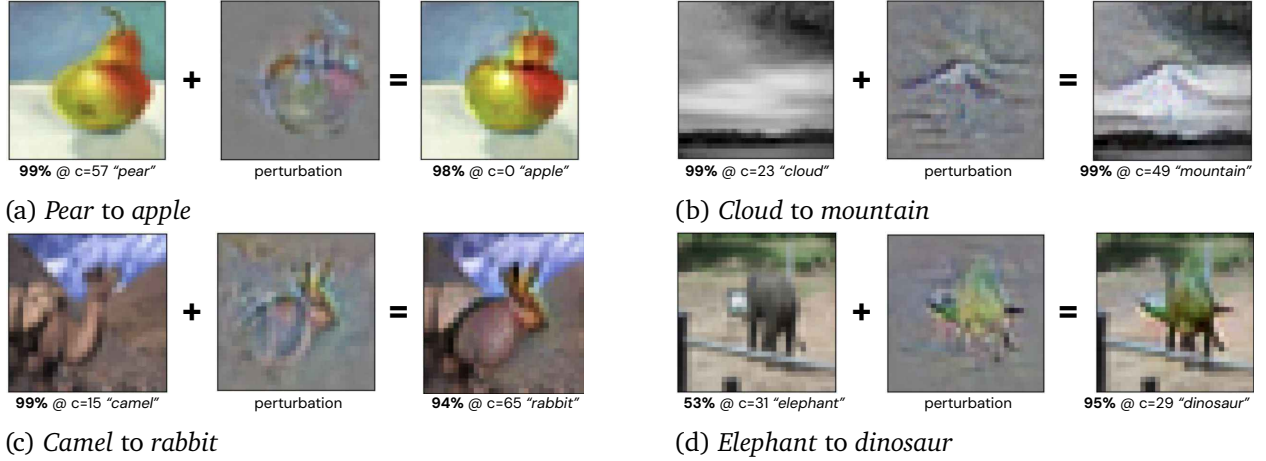 + =
99% @ c=57 “pear” perturbation 98% @ c=0 “apple”
(a) Pear to apple
+ =
99% @ c=23 “cloud” perturbation 99% @ c=49 “mountain”
(b) Cloud to mountain
+ =
99% @ c=15 “camel” perturbation 94% @ c=65 “rabbit”
(c) Camel to rabbit
+ =
53% @ c=31 “elephant” perturbation 95% @ c=29 “dinosaur”
(d) Elephant to dinosaur